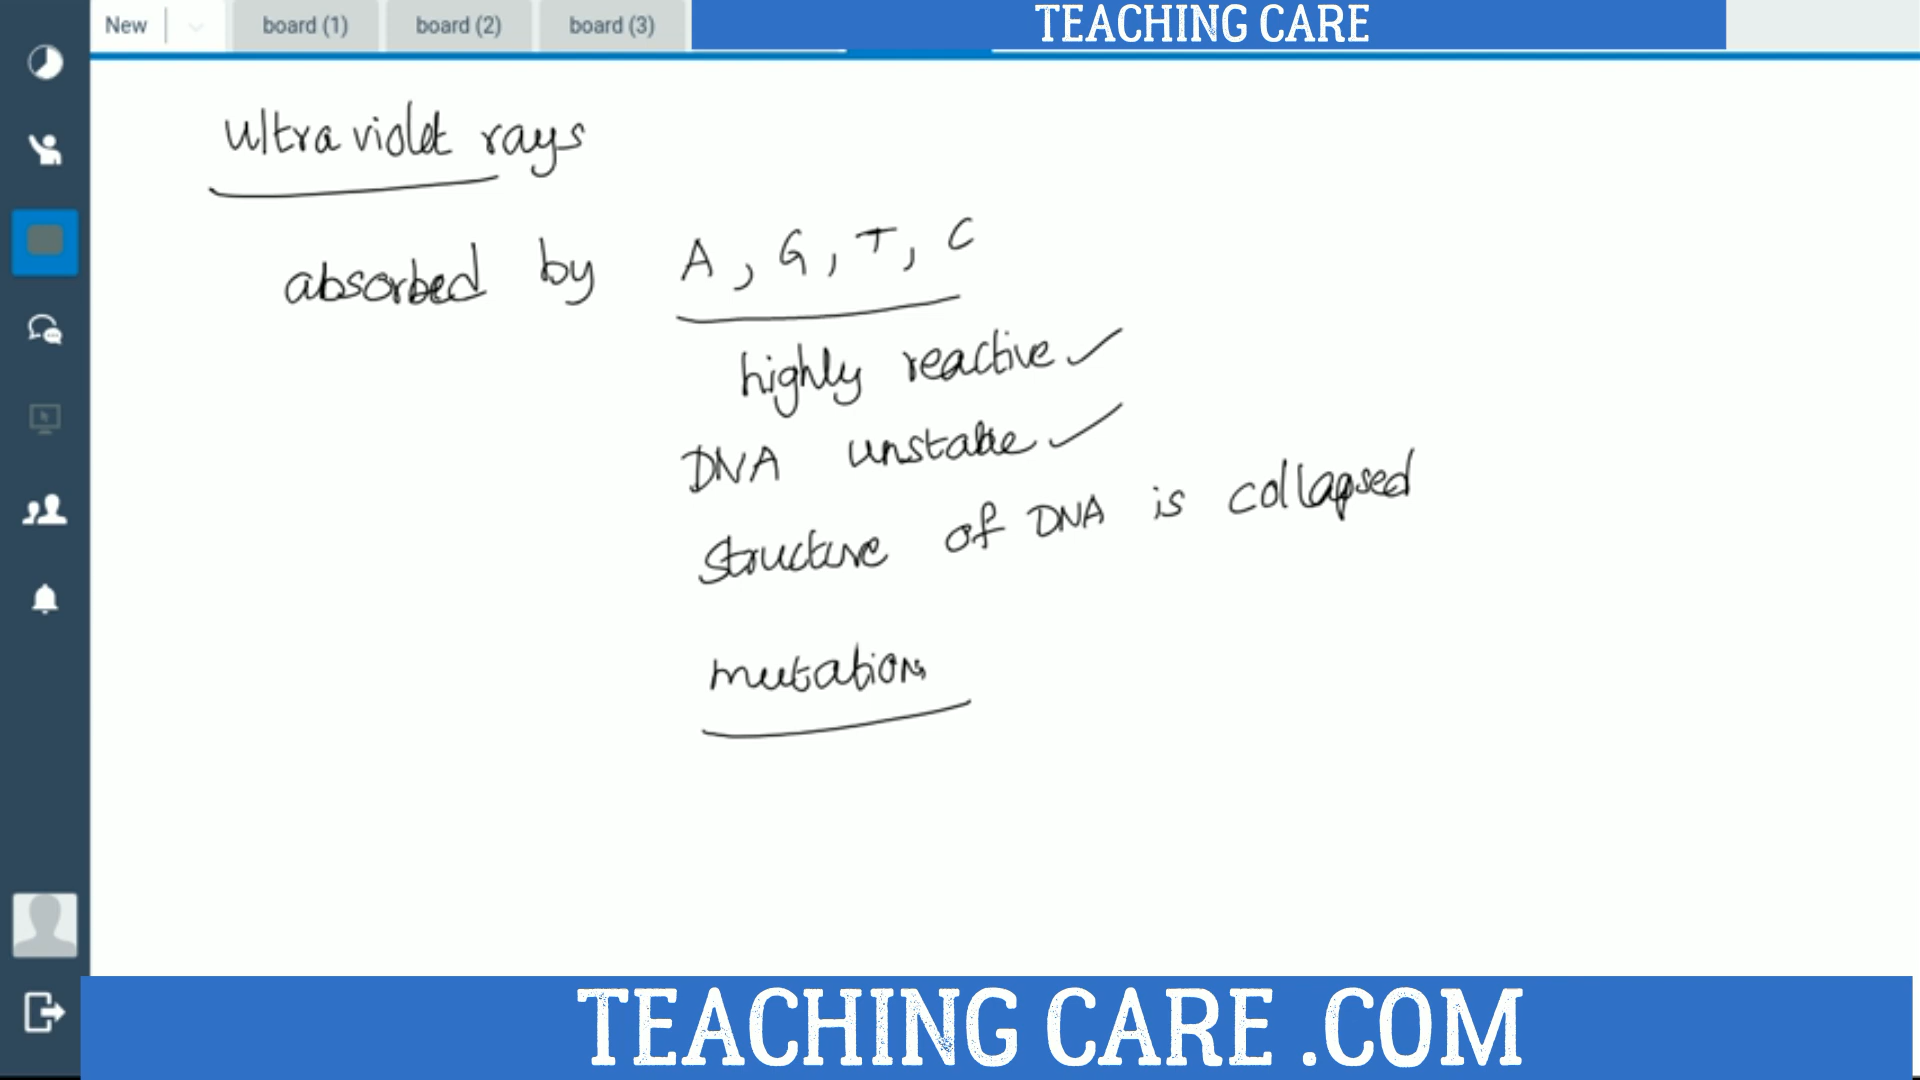 New
board (1)
board (2)
board (3)
TEACHING CARE
ultra violet rays
absorbed by A, G, T, C
highly reactive
DNA unstable
structure of DNA is collapsed
mutations
TEACHING CARE .COM